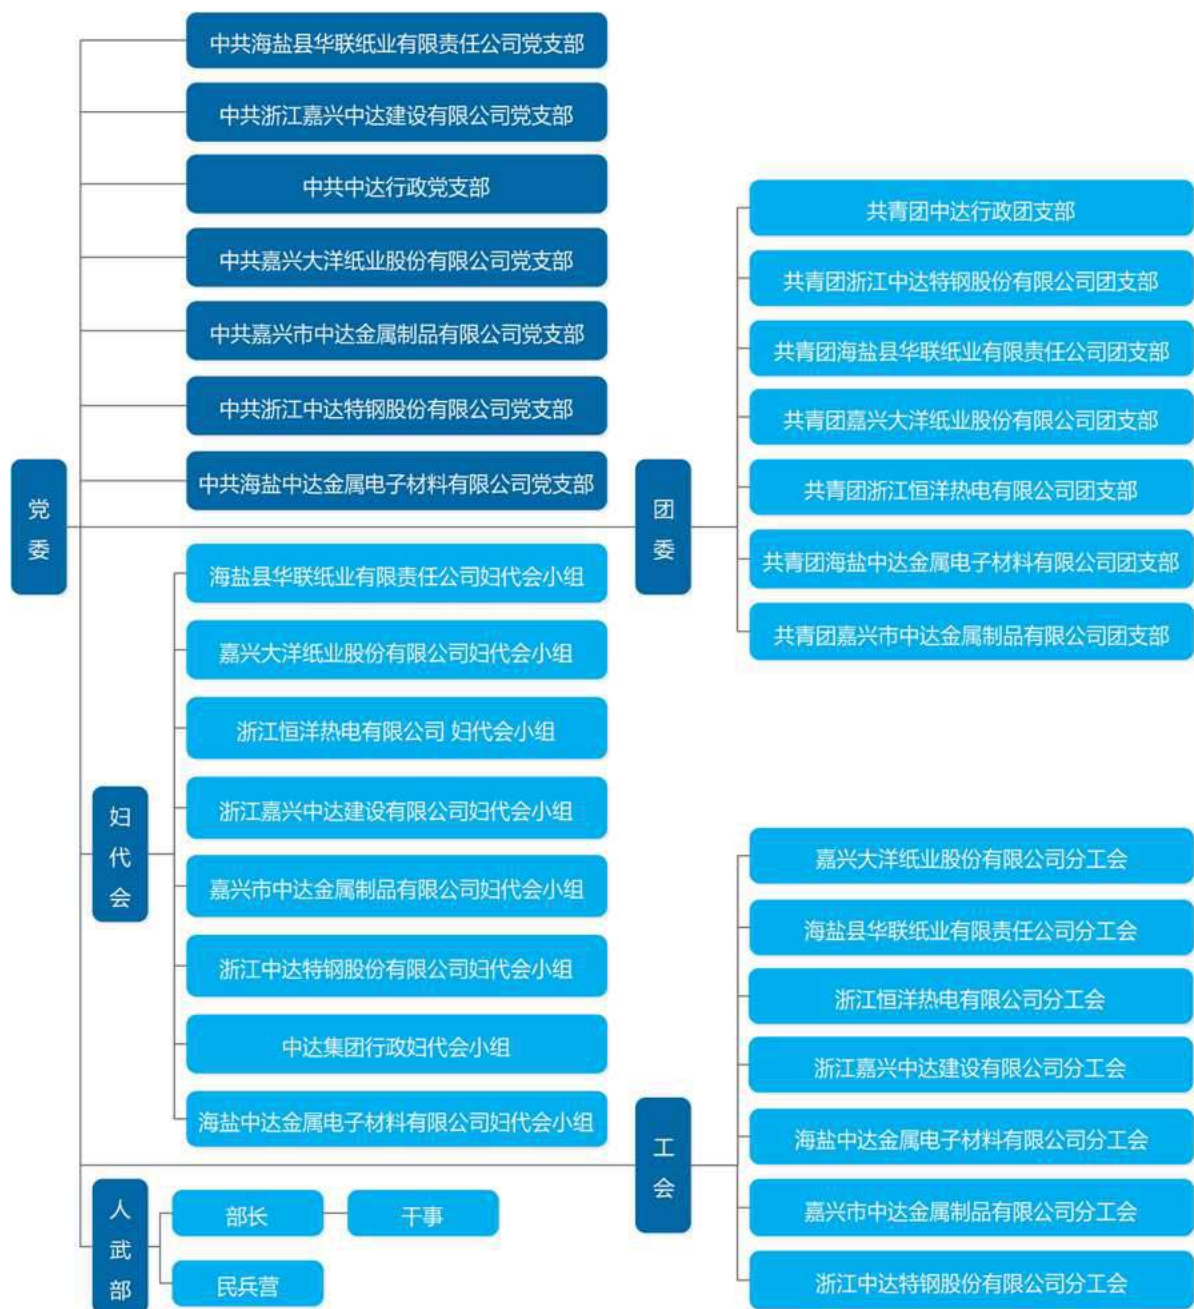 党委
中共海盐县华联纸业有限责任公司党支部
中共浙江嘉兴中达建设有限公司党支部
中共中达行政党支部
中共嘉兴大洋纸业股份有限公司党支部
中共嘉兴市中达金属制品有限公司党支部
中共浙江中达特钢股份有限公司党支部
中共海盐中达金属电子材料有限公司党支部
团委
共青团中达行政团支部
共青团浙江中达特钢股份有限公司团支部
共青团海盐县华联纸业有限责任公司团支部
共青团嘉兴大洋纸业股份有限公司团支部
共青团浙江恒洋热电有限公司团支部
共青团海盐中达金属电子材料有限公司团支部
共青团嘉兴市中达金属制品有限公司团支部
妇代会
海盐县华联纸业有限责任公司妇代会小组
嘉兴大洋纸业股份有限公司妇代会小组
浙江恒洋热电有限公司 妇代会小组
浙江嘉兴中达建设有限公司妇代会小组
嘉兴市中达金属制品有限公司妇代会小组
浙江中达特钢股份有限公司妇代会小组
中达集团行政妇代会小组
海盐中达金属电子材料有限公司妇代会小组
工会
嘉兴大洋纸业股份有限公司分工会
海盐县华联纸业有限责任公司分工会
浙江恒洋热电有限公司分工会
浙江嘉兴中达建设有限公司分工会
海盐中达金属电子材料有限公司分工会
嘉兴市中达金属制品有限公司分工会
浙江中达特钢股份有限公司分工会
人武部
部长
干事
民兵营